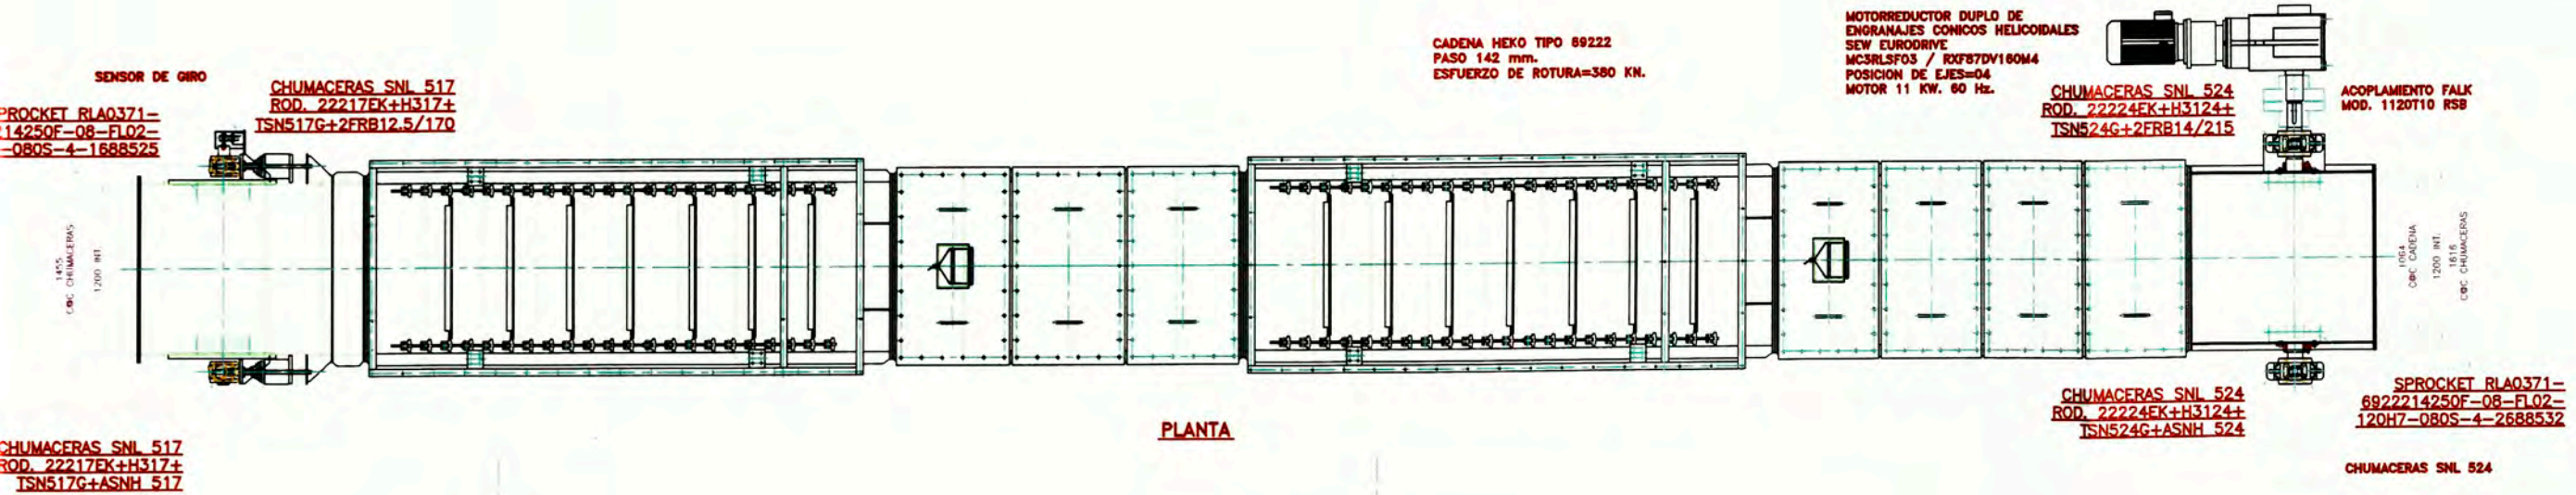 SENSOR DE GIRO
PROCKET RLA0371-
14250F-08-FL02-
-080S-4-1688525
CHUMACERAS SNL 517
ROD. 22217EK+H317+
TSN517G+2FRB12.5/170
CADENA HEKO TIPO 69222
PASO 142 mm.
ESFUERZO DE ROTURA=380 KN.
MOTORREDUCTOR DUPLO DE
ENGRANAJES CONICOS HELICOIDALES
SEW EURODRIVE
MC3RLSF03 / RXF87DV160M4
POSICION DE EJES=04
MOTOR 11 KW. 60 Hz.
CHUMACERAS SNL 524
ROD. 22224EK+H3124+
TSN524G+2FRB14/215
ACOPLAMIENTO FALK
MOD. 1120T10 RSB
1455
C@C CHUMACERAS
1200 INT.
1064
C@C CADENA
1200 INT.
1616
C@C CHUMACERAS
PLANTA
CHUMACERAS SNL 517
ROD. 22217EK+H317+
TSN517G+ASNH 517
CHUMACERAS SNL 524
ROD. 22224EK+H3124+
TSN524G+ASNH 524
SPROCKET RLA0371-
6922214250F-08-FL02-
120H7-080S-4-2688532
CHUMACERAS SNL 524